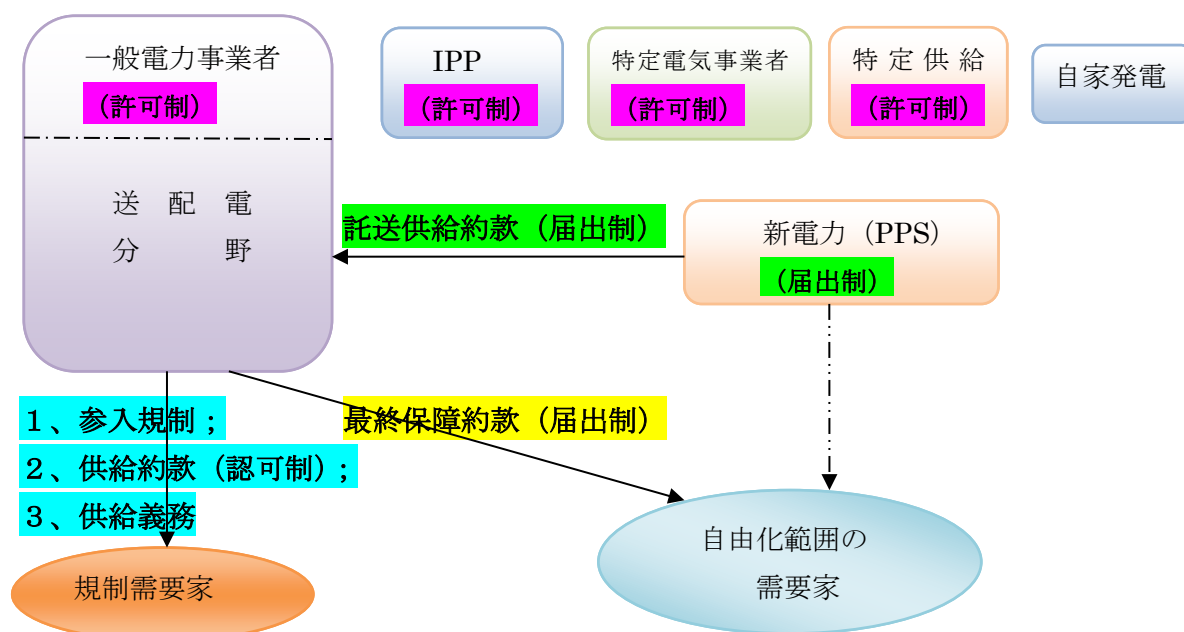 一般電力事業者
（許可制）
送　配　電
分　　　野
IPP
（許可制）
特定電気事業者
（許可制）
特 定 供 給
（許可制）
自家発電
託送供給約款（届出制）
新電力（PPS）
（届出制）
１、参入規制；
２、供給約款（認可制）；
３、供給義務
最終保障約款（届出制）
規制需要家
自由化範囲の
需要家